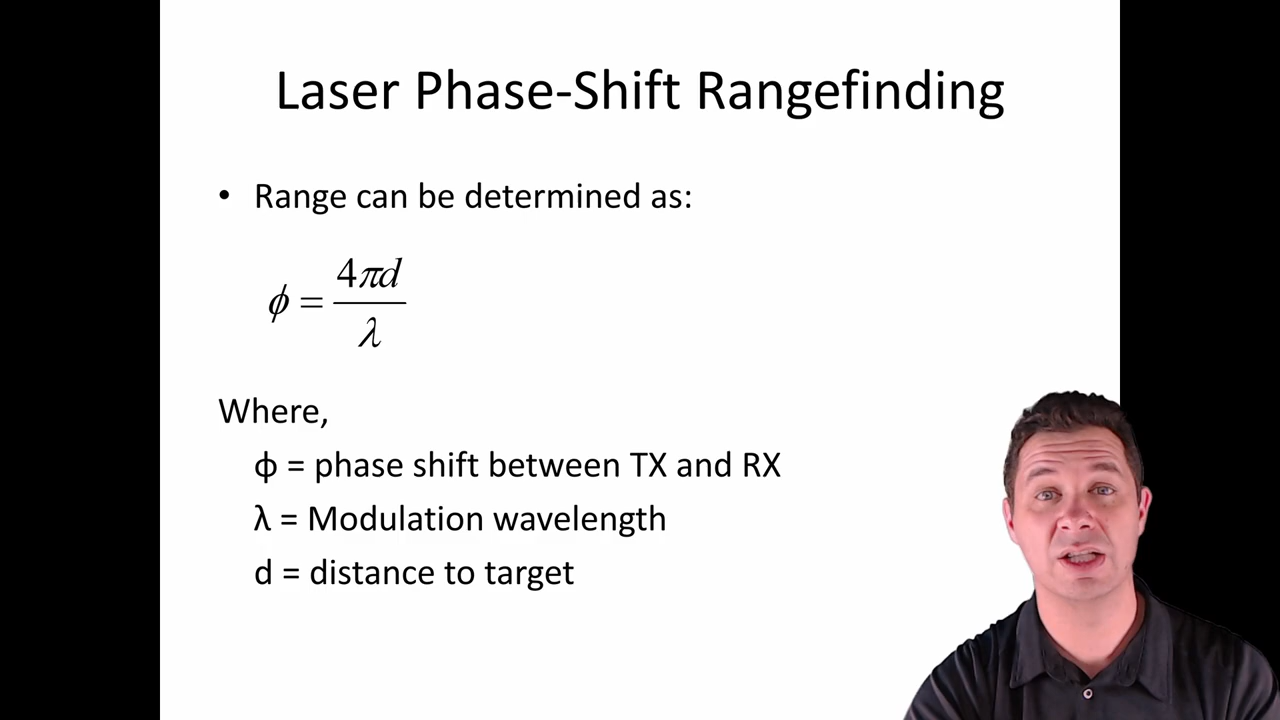 Laser Phase-Shift Rangefinding
• Range can be determined as:
ϕ = 4πd / λ
Where,
ϕ = phase shift between TX and RX
λ = Modulation wavelength
d = distance to target